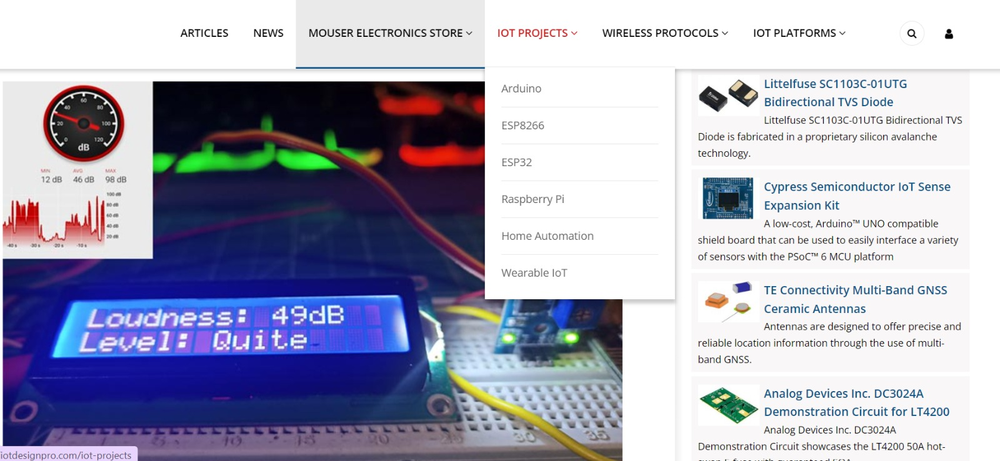 ARTICLES
NEWS
MOUSER ELECTRONICS STORE
IOT PROJECTS
WIRELESS PROTOCOLS
IOT PLATFORMS
Arduino
ESP8266
ESP32
Raspberry Pi
Home Automation
Wearable IoT
60
40
80
20
100
0
120
dB
MIN
AVG
MAX
12 dB
46 dB
98 dB
100 dB
80 dB
60 dB
40 dB
20 dB
-40 s
-30 s
-20 s
-10 s
Loudness: 49dB
Level: Quite
10
15
20
30
35
Littelfuse SC1103C-01UTG
Bidirectional TVS Diode
Littelfuse SC1103C-01UTG Bidirectional TVS
Diode is fabricated in a proprietary silicon avalanche
technology.
Cypress Semiconductor IoT Sense
Expansion Kit
A low-cost, Arduino™ UNO compatible
shield board that can be used to easily interface a variety
of sensors with the PSoC™ 6 MCU platform
TE Connectivity Multi-Band GNSS
Ceramic Antennas
Antennas are designed to offer precise and
reliable location information through the use of multi-
band GNSS.
Analog Devices Inc. DC3024A
Demonstration Circuit for LT4200
Analog Devices Inc. DC3024A
Demonstration Circuit showcases the LT4200 50A hot-
iotdesignpro.com/iot-projects